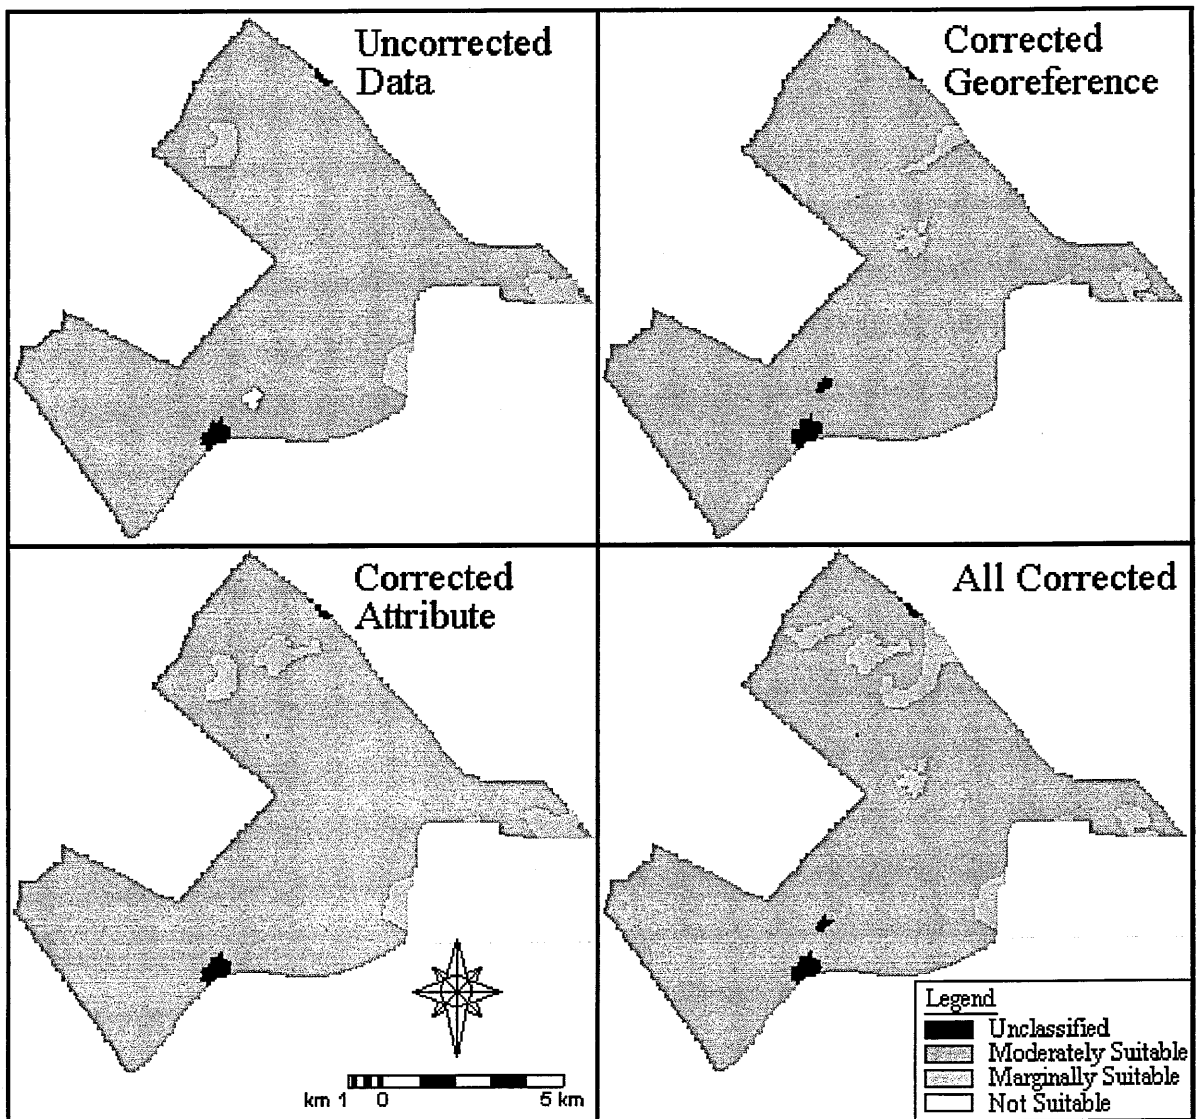 Uncorrected
Data
Corrected
Georeference
Corrected
Attribute
All Corrected
km 1 0 5 km
Legend
Unclassified
Moderately Suitable
Marginally Suitable
Not Suitable